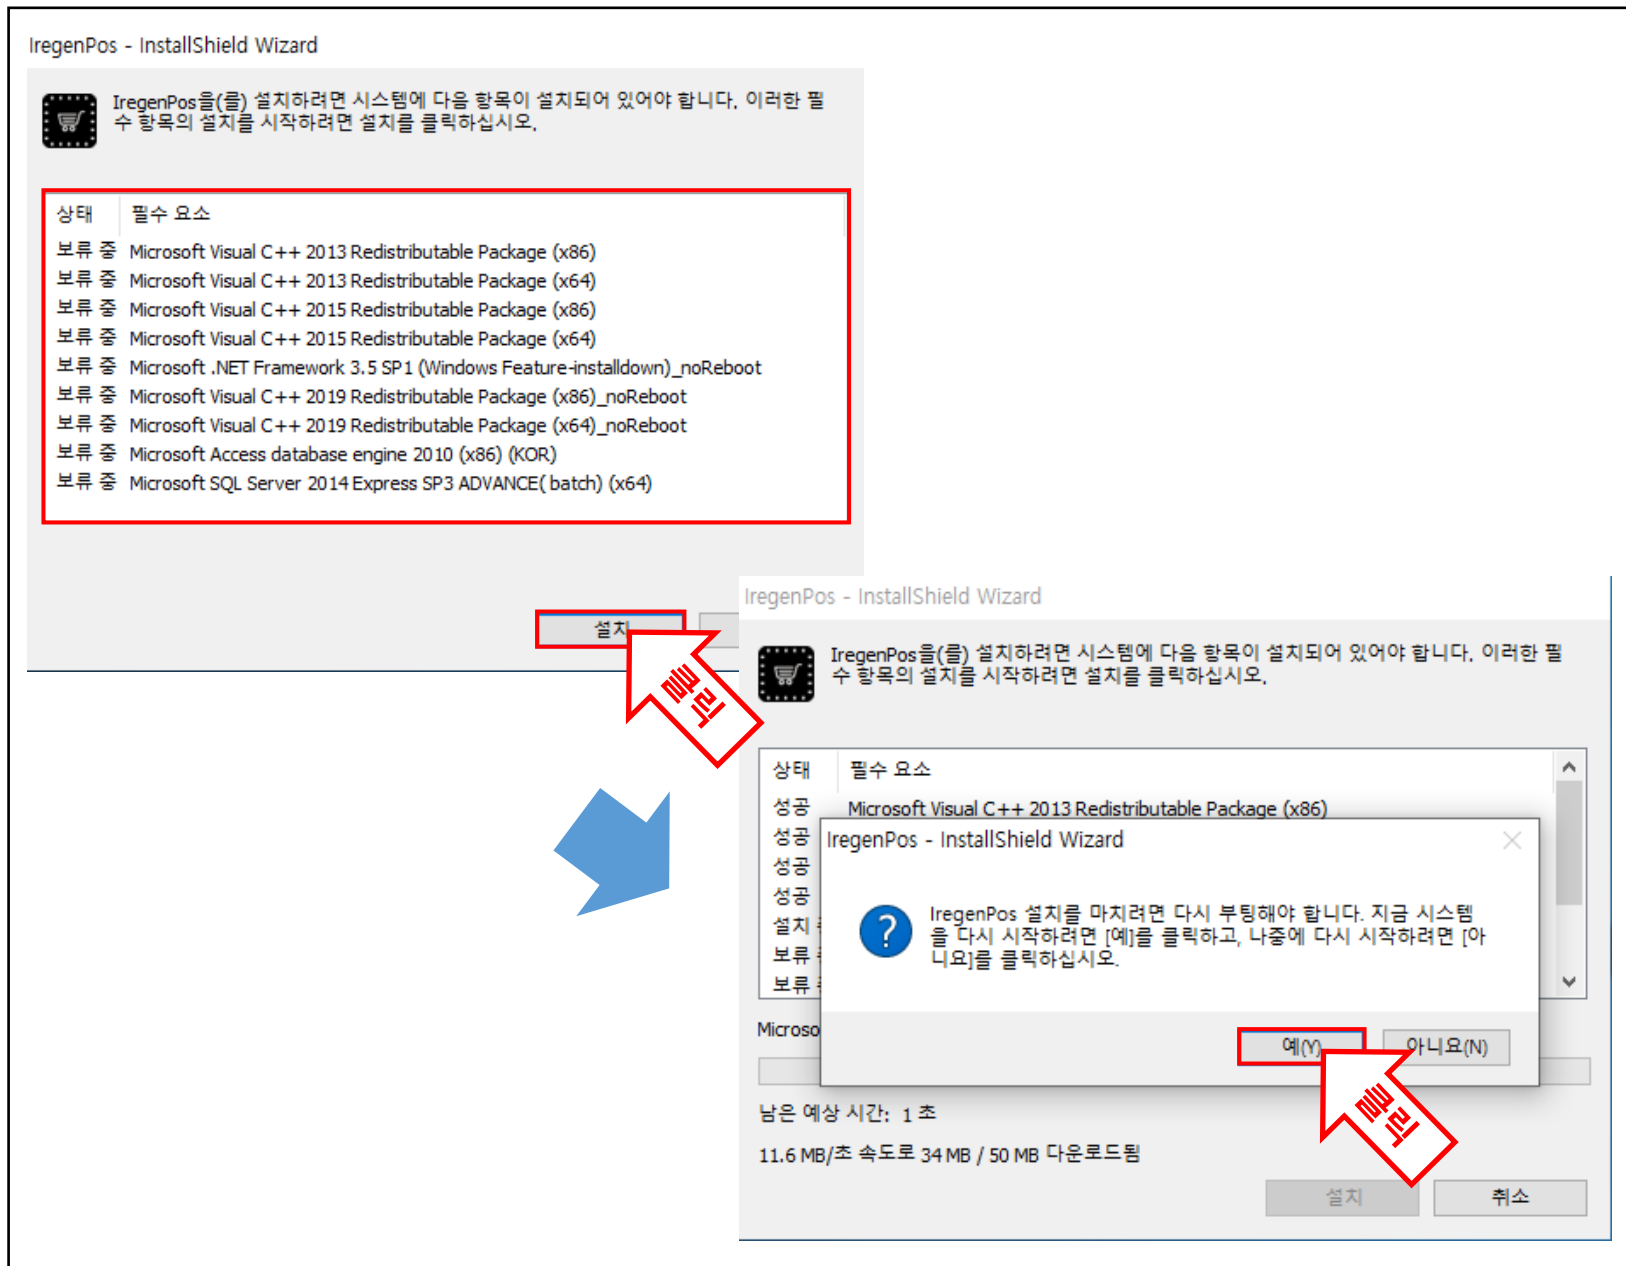 IregenPos - InstallShield Wizard
IregenPos을(를) 설치하려면 시스템에 다음 항목이 설치되어 있어야 합니다. 이러한 필
수 항목의 설치를 시작하려면 설치를 클릭하십시오.
상태 필수 요소
보류 중 Microsoft Visual C++ 2013 Redistributable Package (x86)
보류 중 Microsoft Visual C++ 2013 Redistributable Package (x64)
보류 중 Microsoft Visual C++ 2015 Redistributable Package (x86)
보류 중 Microsoft Visual C++ 2015 Redistributable Package (x64)
보류 중 Microsoft .NET Framework 3.5 SP1 (Windows Feature-installdown)_noReboot
보류 중 Microsoft Visual C++ 2019 Redistributable Package (x86)_noReboot
보류 중 Microsoft Visual C++ 2019 Redistributable Package (x64)_noReboot
보류 중 Microsoft Access database engine 2010 (x86) (KOR)
보류 중 Microsoft SQL Server 2014 Express SP3 ADVANCE(batch) (x64)
설치
클릭
IregenPos - InstallShield Wizard
IregenPos을(를) 설치하려면 시스템에 다음 항목이 설치되어 있어야 합니다. 이러한 필
수 항목의 설치를 시작하려면 설치를 클릭하십시오.
상태 필수 요소
성공 Microsoft Visual C++ 2013 Redistributable Package (x86)
성공
성공
성공
설치
보류
보류
IregenPos - InstallShield Wizard
IregenPos 설치를 마치려면 다시 부팅해야 합니다. 지금 시스템
을 다시 시작하려면 [예]를 클릭하고, 나중에 다시 시작하려면 [아
니요]를 클릭하십시오.
예(Y) 아니요(N)
클릭
Microso
남은 예상 시간: 1 초
11.6 MB/초 속도로 34 MB / 50 MB 다운로드됨
설치 취소